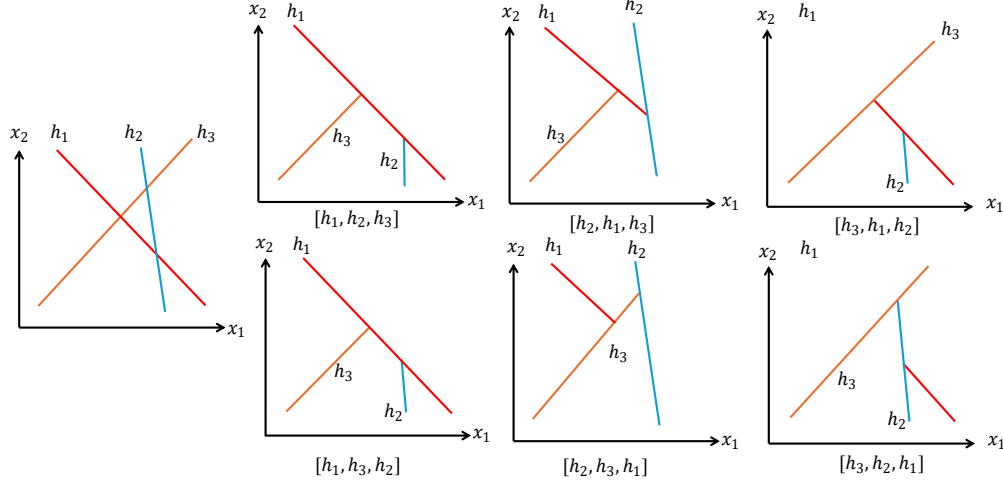 x₂
h₁
h₂
h₃
x₁
x₂
h₁
h₃
h₂
x₁
[h₁, h₂, h₃]
x₂
h₁
h₂
h₃
x₁
[h₂, h₁, h₃]
x₂
h₁
h₃
h₂
x₁
[h₃, h₁, h₂]
x₂
h₁
h₃
h₂
x₁
[h₁, h₃, h₂]
x₂
h₁
h₂
h₃
x₁
[h₂, h₃, h₁]
x₂
h₁
h₃
h₂
x₁
[h₃, h₂, h₁]